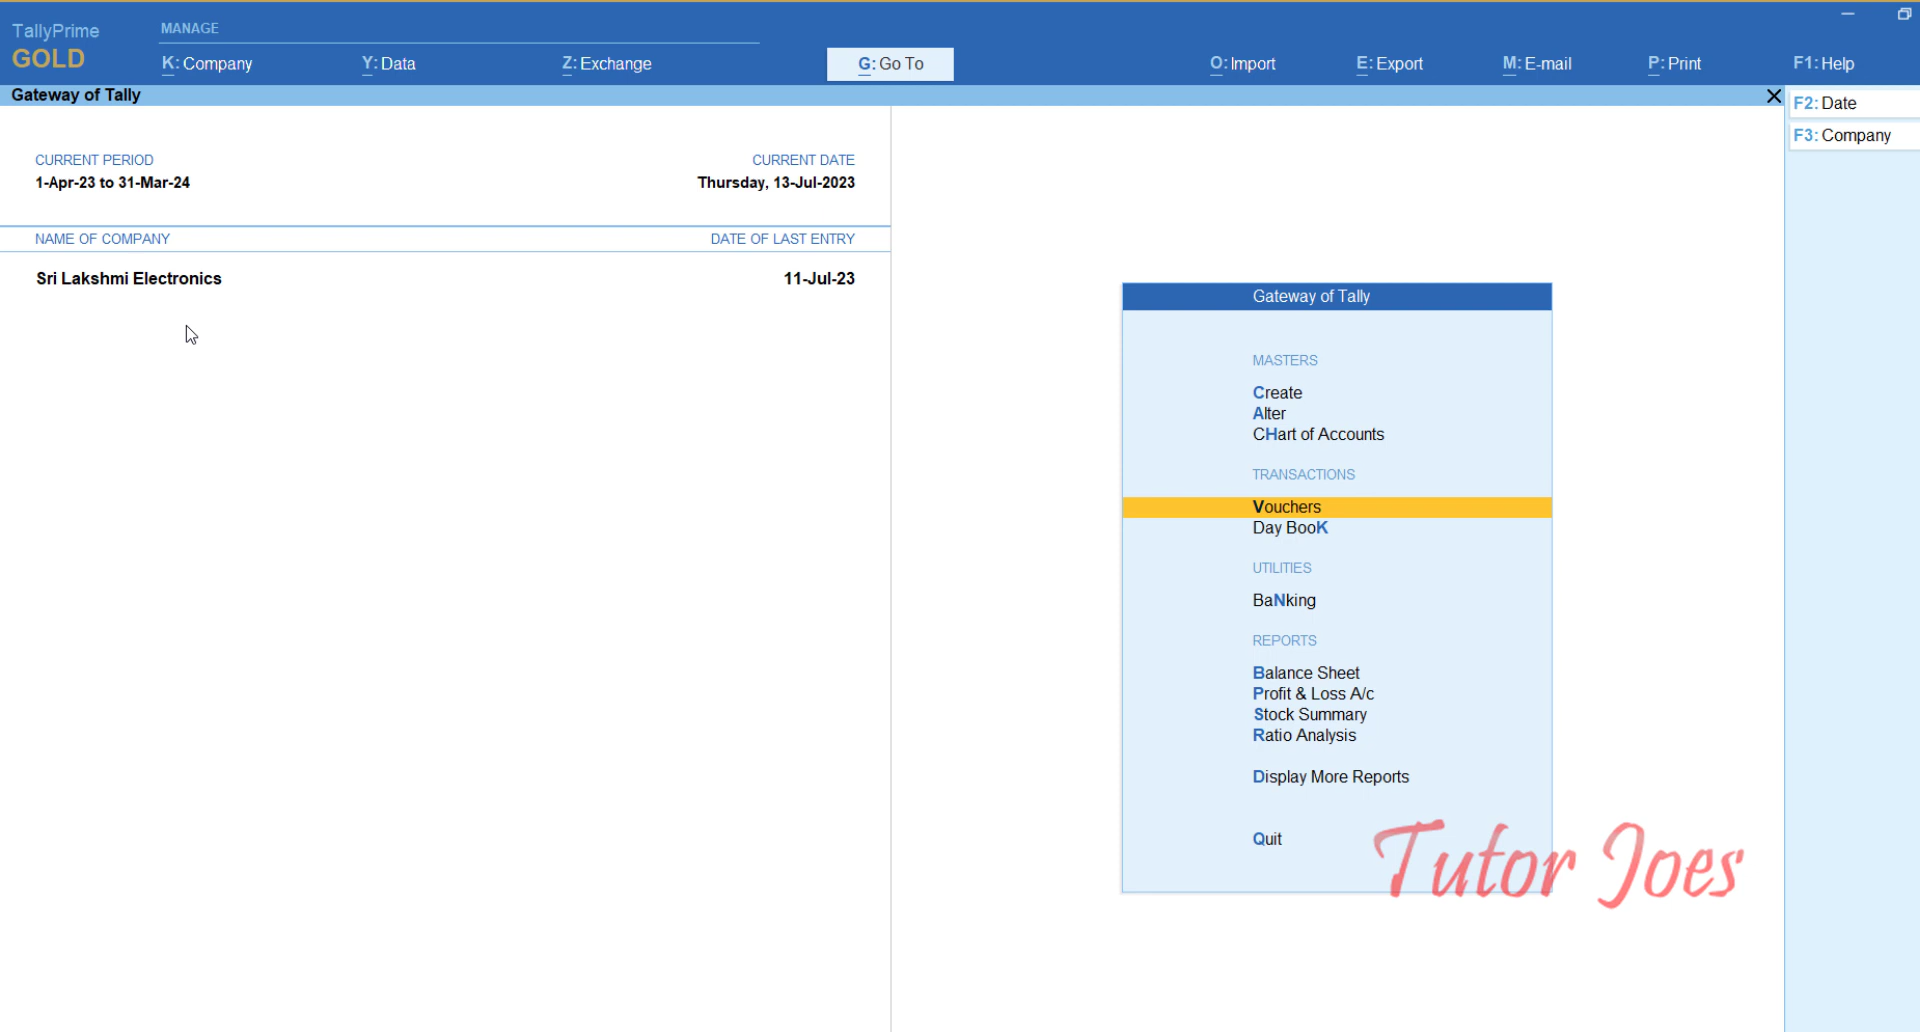 TallyPrime
GOLD
MANAGE
K: Company
Y: Data
Z: Exchange
G: Go To
O: Import
E: Export
M: E-mail
P: Print
F1: Help
Gateway of Tally
F2: Date
F3: Company
CURRENT PERIOD
CURRENT DATE
1-Apr-23 to 31-Mar-24
Thursday, 13-Jul-2023
NAME OF COMPANY
DATE OF LAST ENTRY
Sri Lakshmi Electronics
11-Jul-23
Gateway of Tally
MASTERS
Create
Alter
CHart of Accounts
TRANSACTIONS
Vouchers
Day BooK
UTILITIES
BaNking
REPORTS
Balance Sheet
Profit & Loss A/c
Stock Summary
Ratio Analysis
Display More Reports
Quit
Tutor Joes